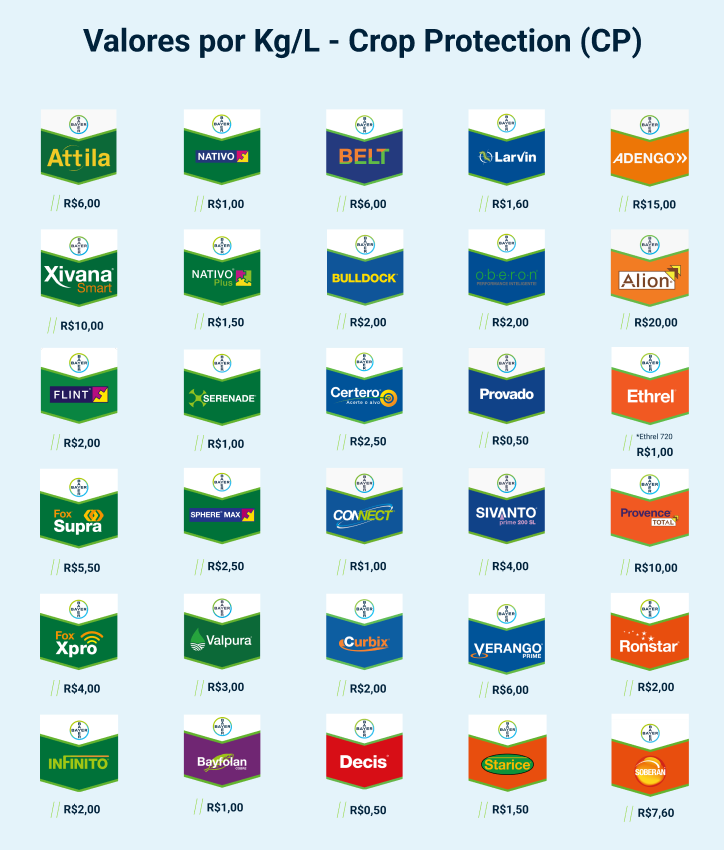 Valores por Kg/L - Crop Protection (CP)
BAYER BAYER BAYER BAYER BAYER
Attila NATIVO BELT Larvin ADENGO
// R$6,00 // R$1,00 // R$6,00 // R$1,60 // R$15,00
BAYER BAYER BAYER BAYER BAYER
Xivana Smart NATIVO Plus BULLDOCK oberon Alion
// R$10,00 // R$1,50 // R$2,00 // R$2,00 // R$20,00
BAYER BAYER BAYER BAYER BAYER
FLINT SERENADE Certero Acerte o alvo Provado Ethrel
*Ethrel 720
// R$2,00 // R$1,00 // R$2,50 // R$0,50 // R$1,00
BAYER BAYER BAYER BAYER BAYER
Fox Supra SPHERE MAX CONNECT SIVANTO prime 200 SL Provence TOTAL
// R$5,50 // R$2,50 // R$1,00 // R$4,00 // R$10,00
BAYER BAYER BAYER BAYER BAYER
Fox Xpro Valpura Curbix VERANGO PRIME Ronstar
// R$4,00 // R$3,00 // R$2,00 // R$6,00 // R$2,00
BAYER BAYER BAYER BAYER BAYER
INFINITO Bayfolan COBRE Decis Starice SOBERAN
// R$2,00 // R$1,00 // R$0,50 // R$1,50 // R$7,60